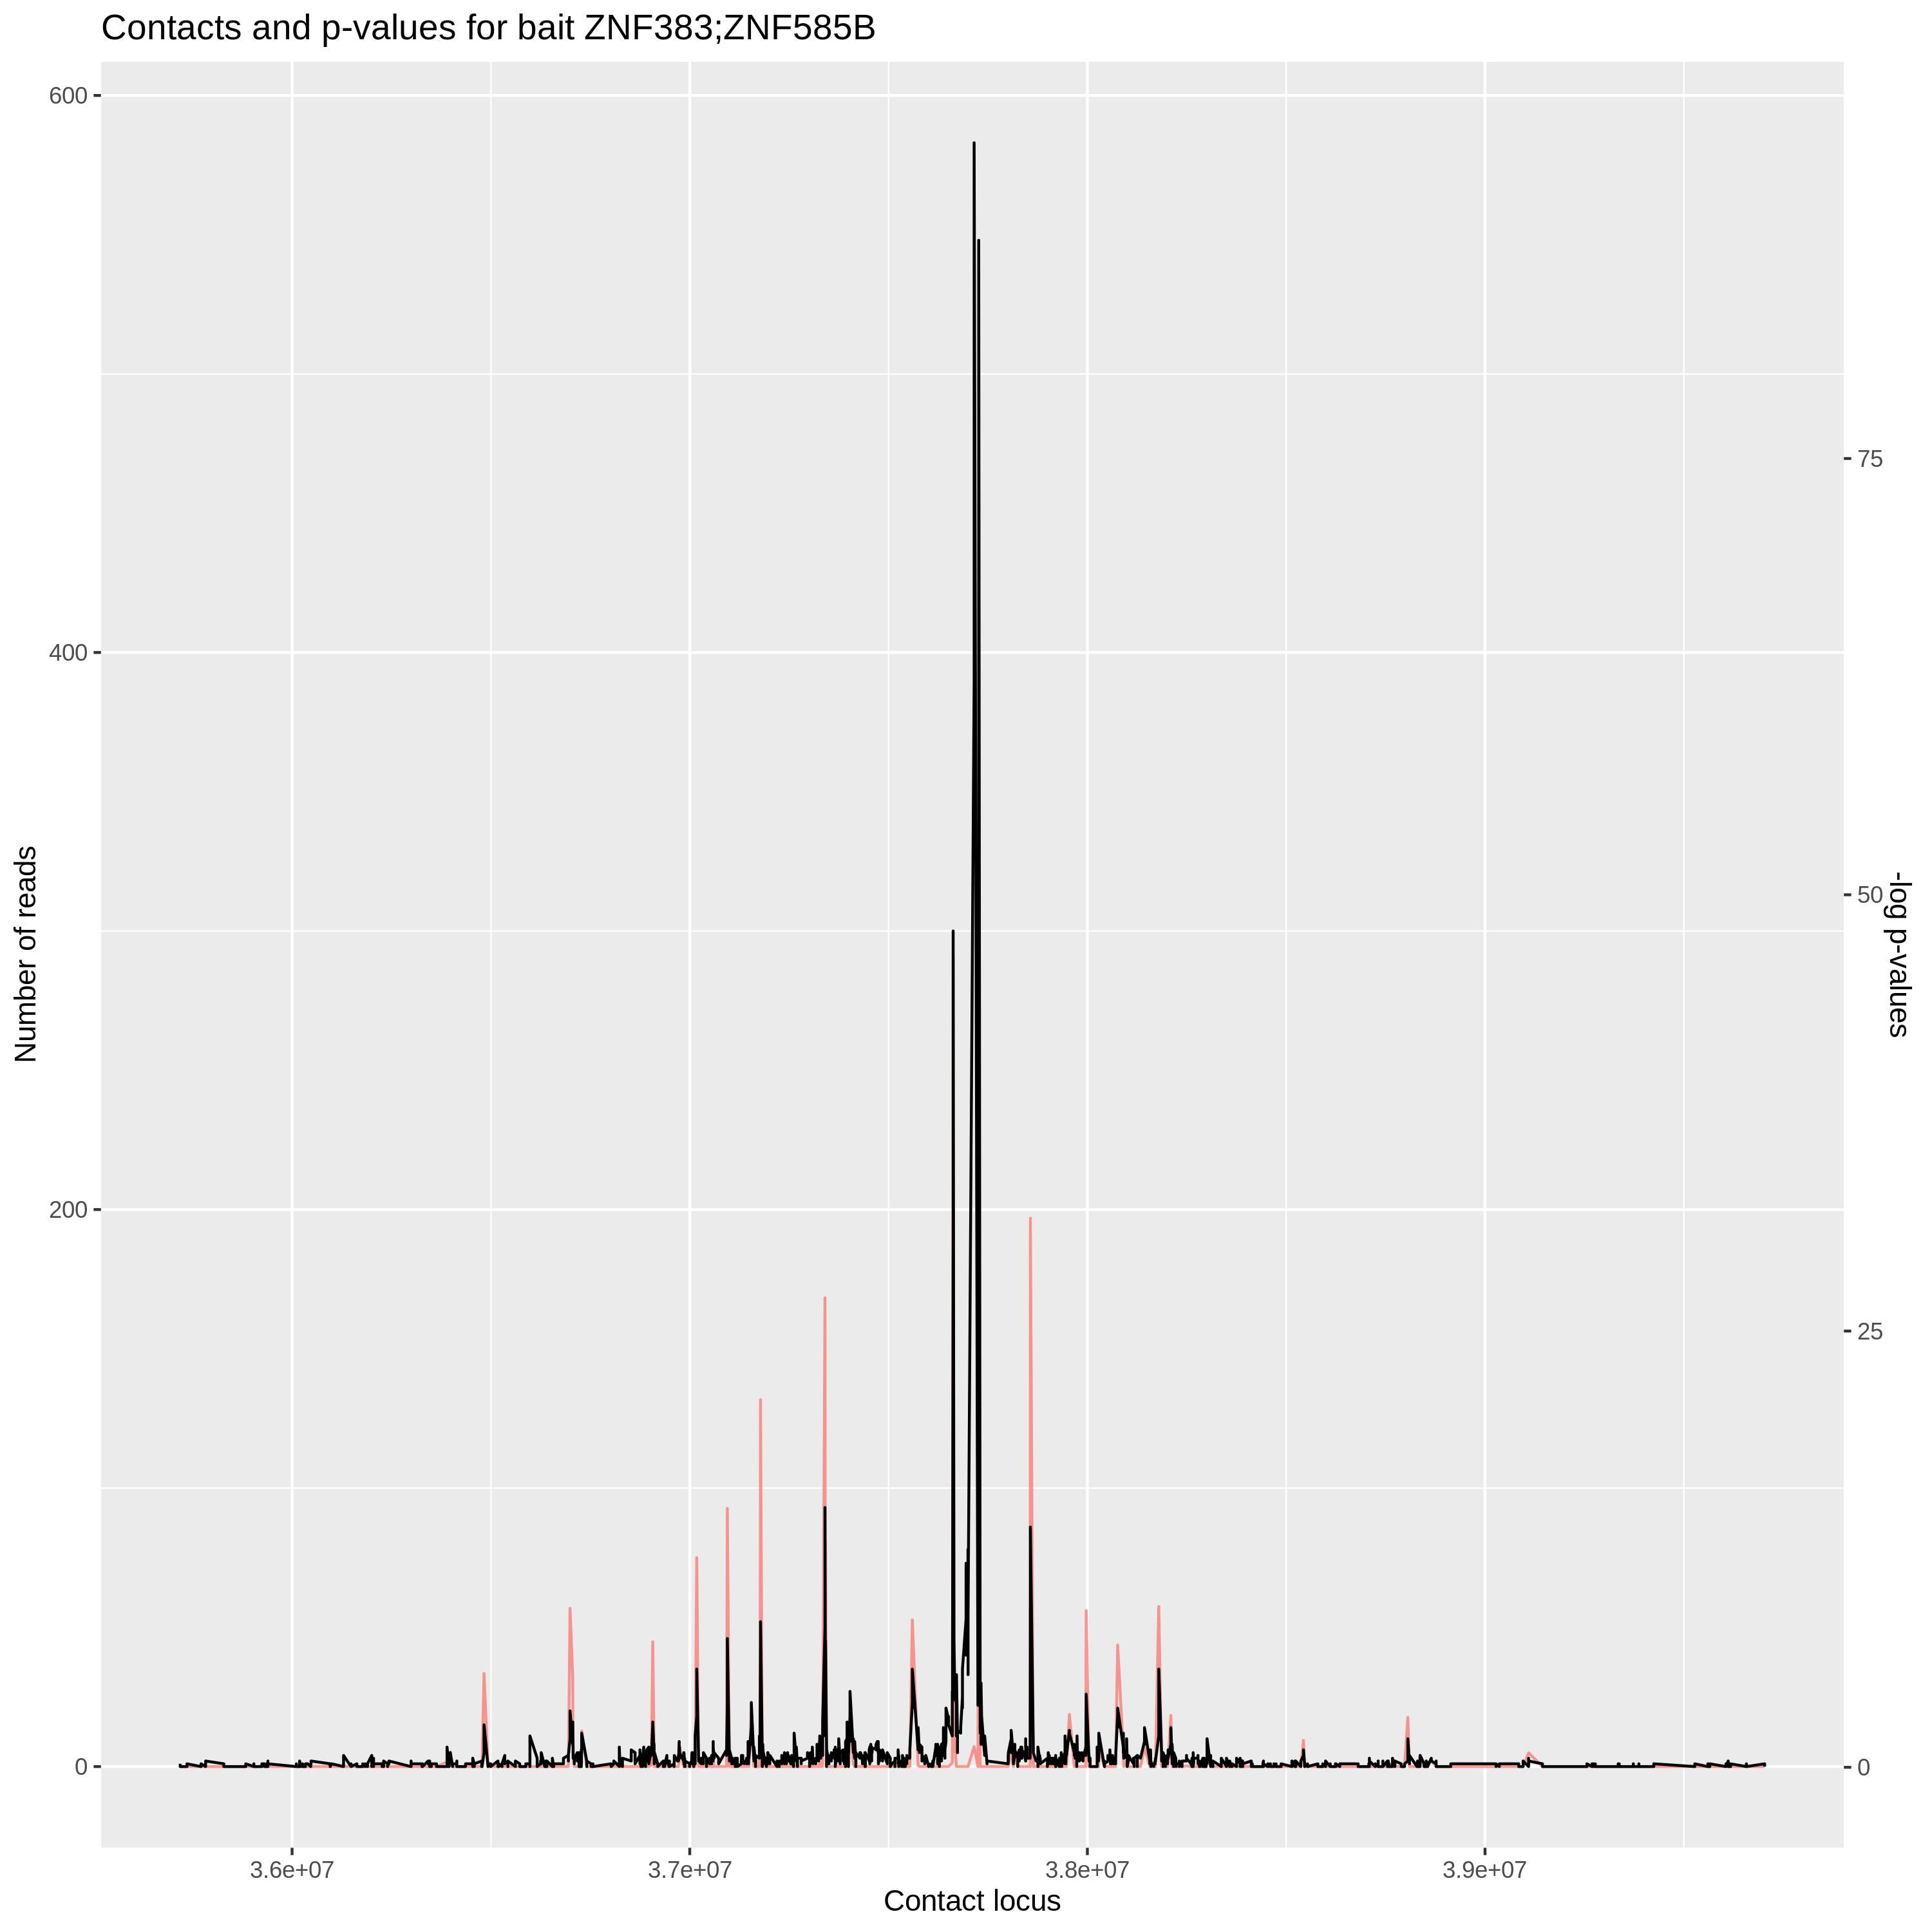 Contacts and p-values for bait ZNF383;ZNF585B
600
400
200
0
Number of reads
75
50
25
0
-log p-values
3.6e+07
3.7e+07
3.8e+07
3.9e+07
Contact locus